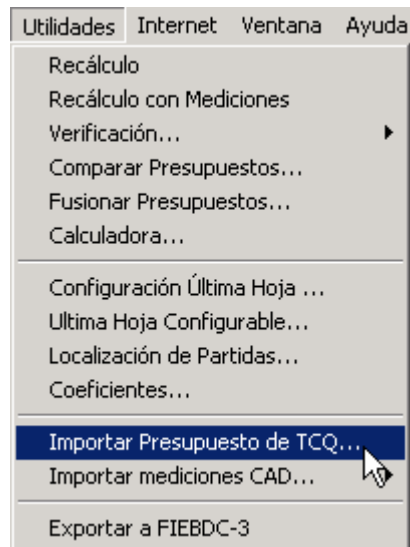 Utilidades Internet Ventana Ayuda
Recálculo
Recálculo con Mediciones
Verificación...
Comparar Presupuestos...
Fusionar Presupuestos...
Calculadora...
Configuración Última Hoja ...
Ultima Hoja Configurable...
Localización de Partidas...
Coeficientes...
Importar Presupuesto de TCQ...
Importar mediciones CAD...
Exportar a FIEBDC-3